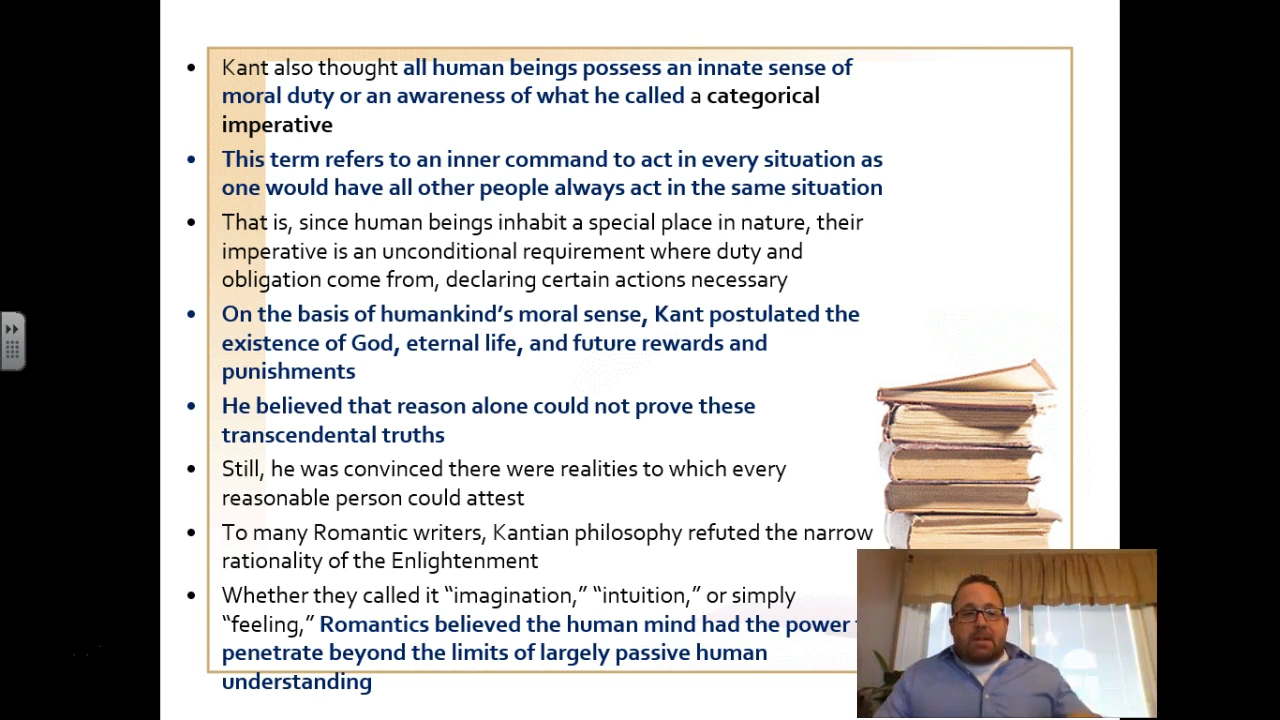 • Kant also thought all human beings possess an innate sense of
moral duty or an awareness of what he called a categorical
imperative
• This term refers to an inner command to act in every situation as
one would have all other people always act in the same situation
• That is, since human beings inhabit a special place in nature, their
imperative is an unconditional requirement where duty and
obligation come from, declaring certain actions necessary
• On the basis of humankind’s moral sense, Kant postulated the
existence of God, eternal life, and future rewards and
punishments
• He believed that reason alone could not prove these
transcendental truths
• Still, he was convinced there were realities to which every
reasonable person could attest
• To many Romantic writers, Kantian philosophy refuted the narrow
rationality of the Enlightenment
• Whether they called it “imagination,” “intuition,” or simply
“feeling,” Romantics believed the human mind had the power
penetrate beyond the limits of largely passive human
understanding